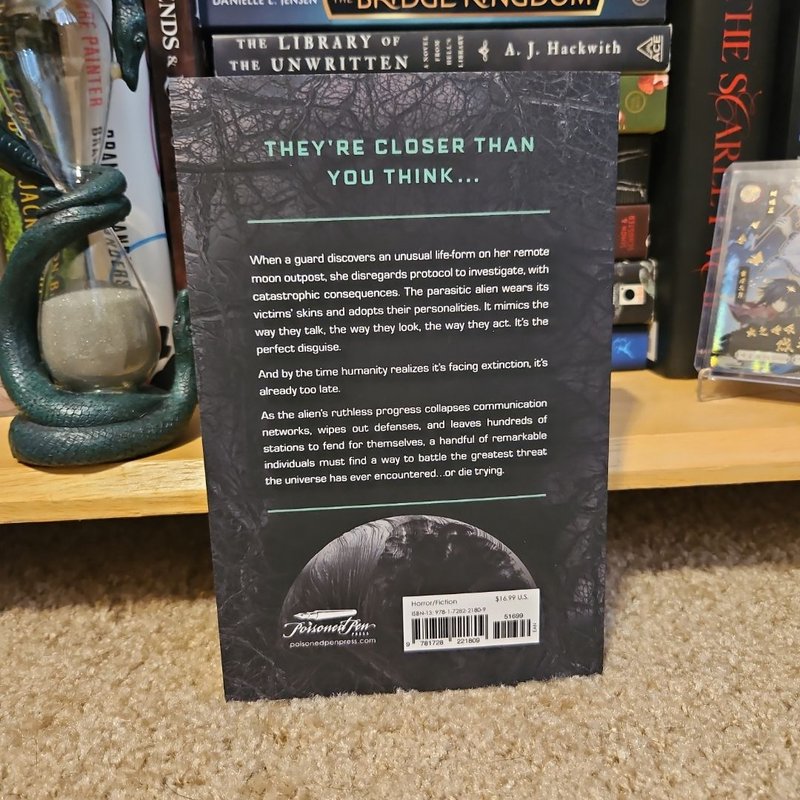 DANIELLE L. JENSEN
THE BRIDGE KINGDOM
THE LIBRARY OF THE UNWRITTEN
A NOVEL FROM HELL'S LIBRARY
A. J. Hackwith
ACE
PAINTER
JACK
THE SCARLET
SIMON &
THEY'RE CLOSER THAN
YOU THINK...
When a guard discovers an unusual life-form on her remote
moon outpost, she disregards protocol to investigate, with
catastrophic consequences. The parasitic alien wears its
victims' skins and adopts their personalities. It mimics the
way they talk, the way they look, the way they act. It's the
perfect disguise.
And by the time humanity realizes it's facing extinction, it's
already too late.
As the alien's ruthless progress collapses communication
networks, wipes out defenses, and leaves hundreds of
stations to fend for themselves, a handful of remarkable
individuals must find a way to battle the greatest threat
the universe has ever encountered...or die trying.
Poisoned Pen
PRESS
poisonedpenpress.com
Horror/Fiction
$16.99 U.S.
ISBN-13: 978-1-7282-2180-9
51699
9 781728 221809